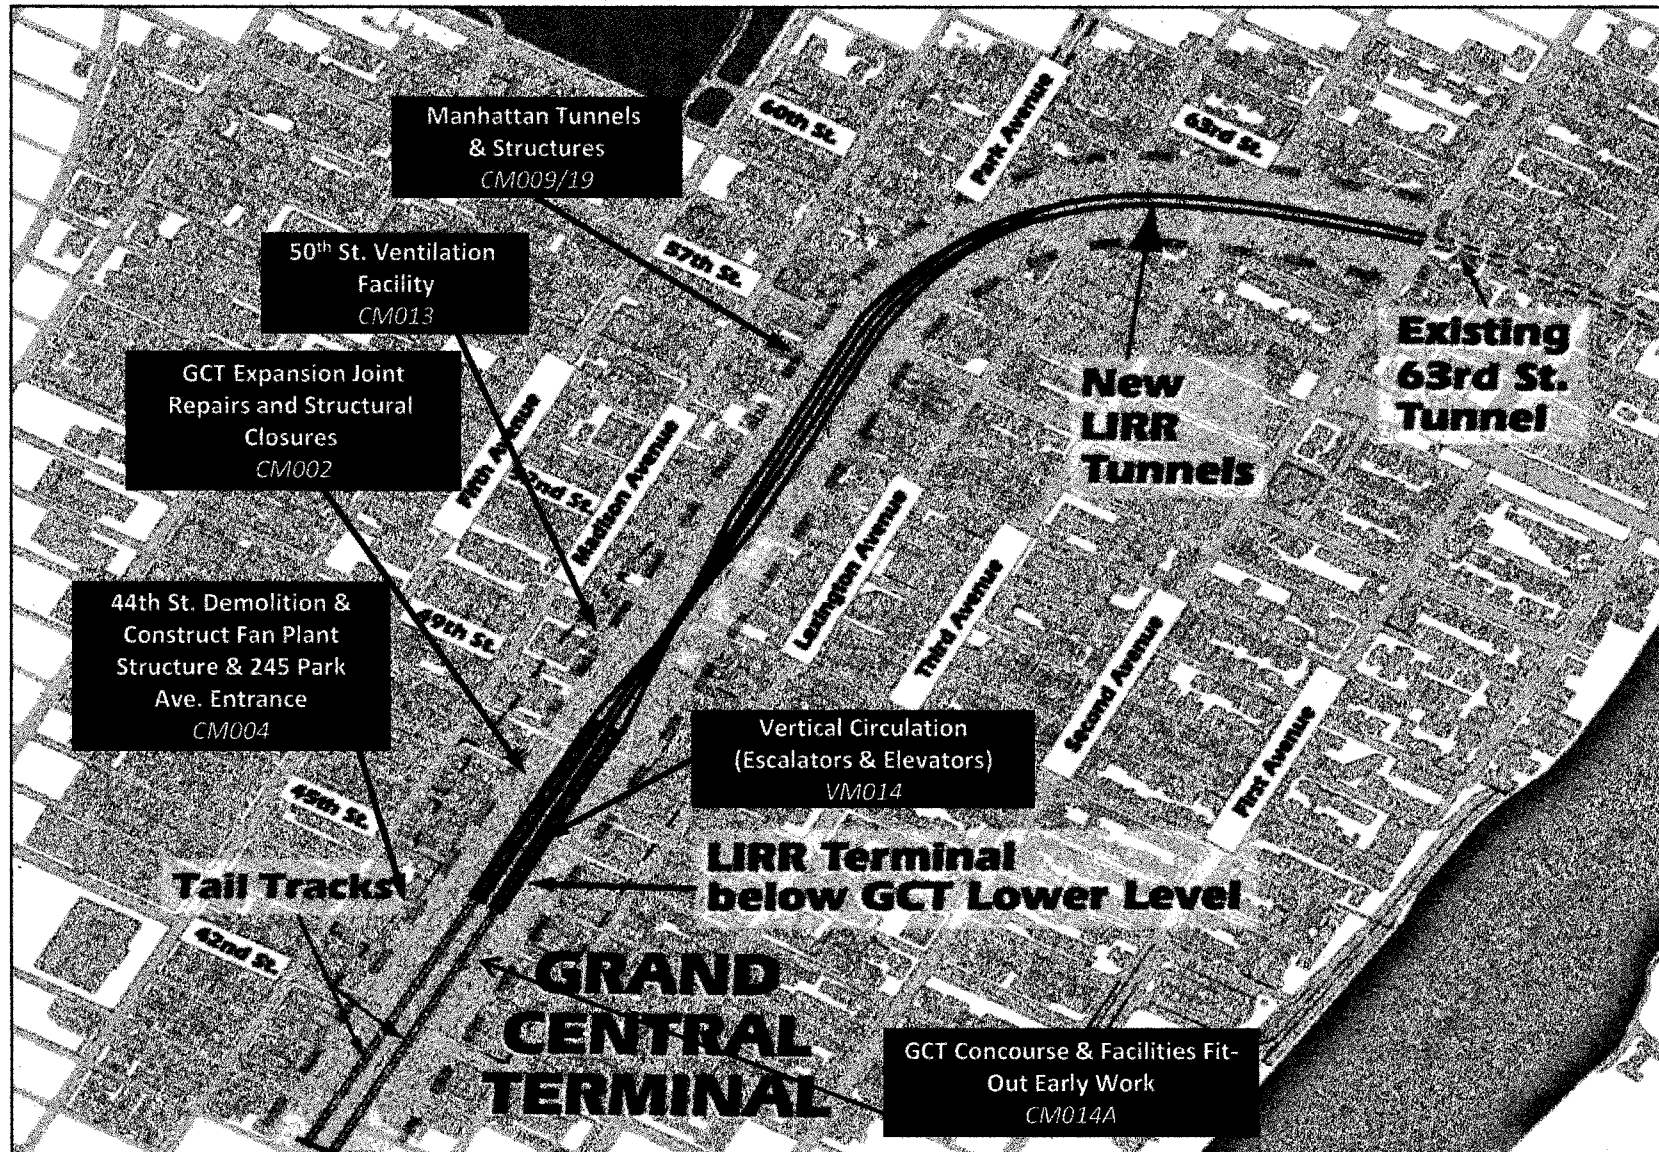 Manhattan Tunnels
& Structures
CM009/19
60th St.
Park Avenue
63rd St.
50th St. Ventilation
Facility
CM013
57th St.
GCT Expansion Joint
Repairs and Structural
Closures
CM002
Fifth Avenue
52nd St.
Madison Avenue
New
LIRR
Tunnels
Existing
63rd St.
Tunnel
44th St. Demolition &
Construct Fan Plant
Structure & 245 Park
Ave. Entrance
CM004
49th St.
Lexington Avenue
Third Avenue
Second Avenue
First Avenue
Vertical Circulation
(Escalators & Elevators)
VM014
45th St.
LIRR Terminal
below GCT Lower Level
Tail Tracks
42nd St.
GRAND
CENTRAL
TERMINAL
GCT Concourse & Facilities Fit-
Out Early Work
CM014A